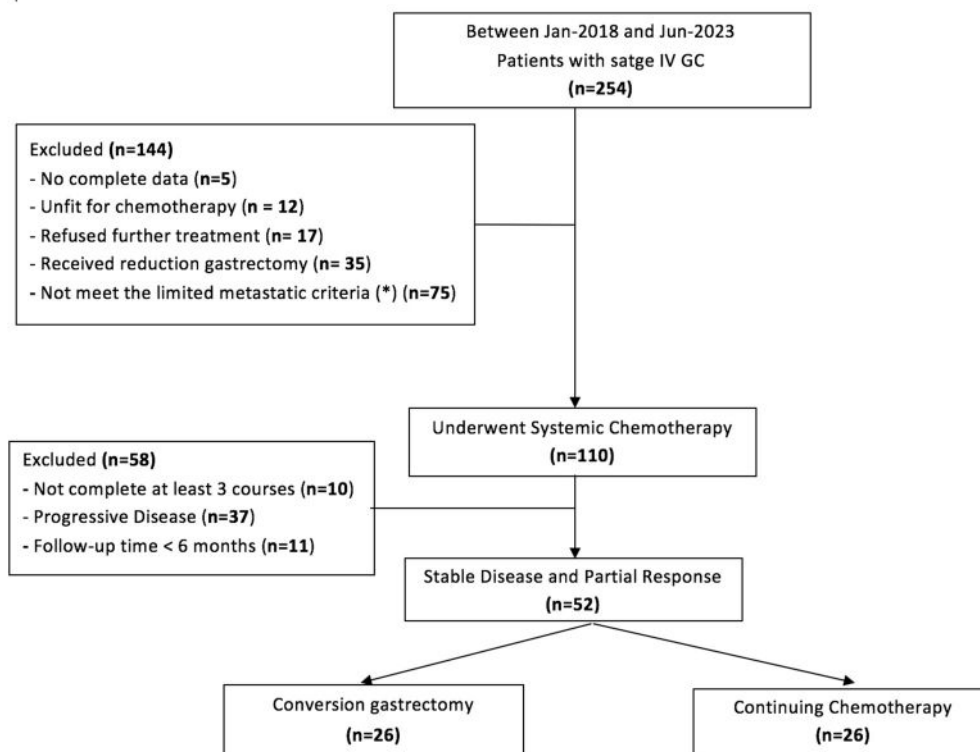 Between Jan-2018 and Jun-2023
Patients with satge IV GC
(n=254)
Excluded (n=144)
- No complete data (n=5)
- Unfit for chemotherapy (n = 12)
- Refused further treatment (n= 17)
- Received reduction gastrectomy (n= 35)
- Not meet the limited metastatic criteria (*) (n=75)
Underwent Systemic Chemotherapy
(n=110)
Excluded (n=58)
- Not complete at least 3 courses (n=10)
- Progressive Disease (n=37)
- Follow-up time < 6 months (n=11)
Stable Disease and Partial Response
(n=52)
Conversion gastrectomy
(n=26)
Continuing Chemotherapy
(n=26)